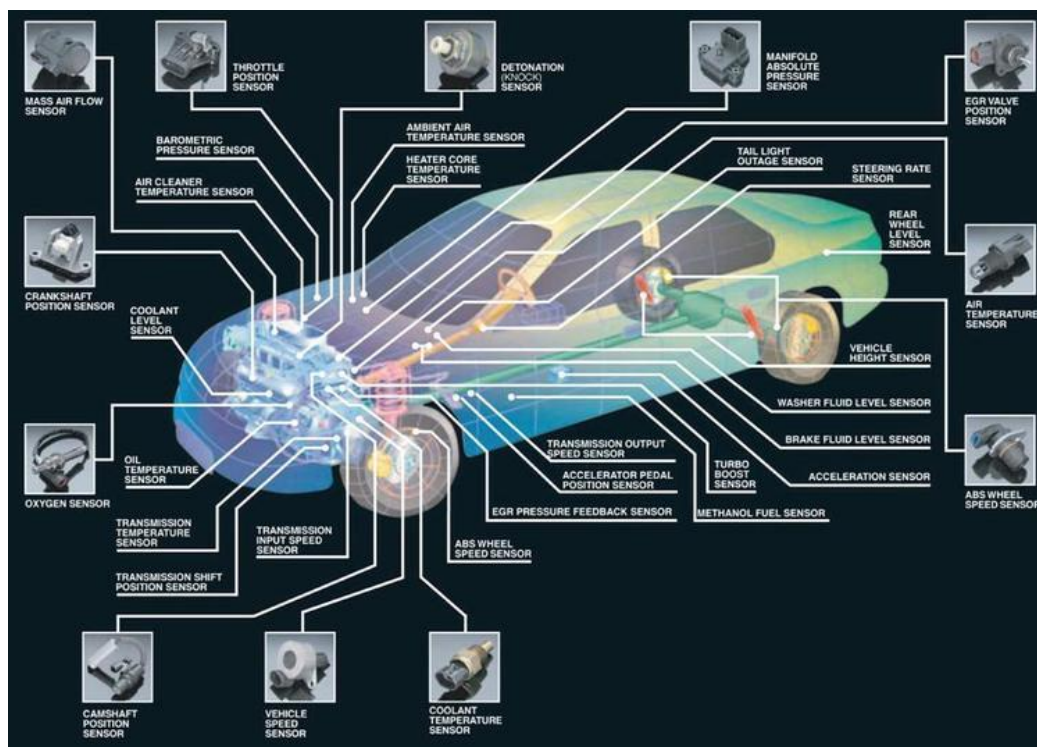 MASS AIR FLOW
SENSOR
THROTTLE
POSITION
SENSOR
DETONATION
(KNOCK)
SENSOR
MANIFOLD
ABSOLUTE
PRESSURE
SENSOR
EGR VALVE
POSITION
SENSOR
BAROMETRIC
PRESSURE SENSOR
AMBIENT AIR
TEMPERATURE SENSOR
TAIL LIGHT
OUTAGE SENSOR
HEATER CORE
TEMPERATURE
SENSOR
STEERING RATE
SENSOR
AIR CLEANER
TEMPERATURE SENSOR
REAR
WHEEL
LEVEL
SENSOR
CRANKSHAFT
POSITION SENSOR
AIR
TEMPERATURE
SENSOR
COOLANT
LEVEL
SENSOR
VEHICLE
HEIGHT SENSOR
WASHER FLUID LEVEL SENSOR
BRAKE FLUID LEVEL SENSOR
TRANSMISSION OUTPUT
SPEED SENSOR
OIL
TEMPERATURE
SENSOR
OXYGEN SENSOR
ACCELERATOR PEDAL
POSITION SENSOR
TURBO
BOOST
SENSOR
ACCELERATION SENSOR
ABS WHEEL
SPEED SENSOR
EGR PRESSURE FEEDBACK SENSOR
METHANOL FUEL SENSOR
TRANSMISSION
TEMPERATURE
SENSOR
TRANSMISSION
INPUT SPEED
SENSOR
ABS WHEEL
SPEED SENSOR
TRANSMISSION SHIFT
POSITION SENSOR
CAMSHAFT
POSITION
SENSOR
VEHICLE
SPEED
SENSOR
COOLANT
TEMPERATURE
SENSOR